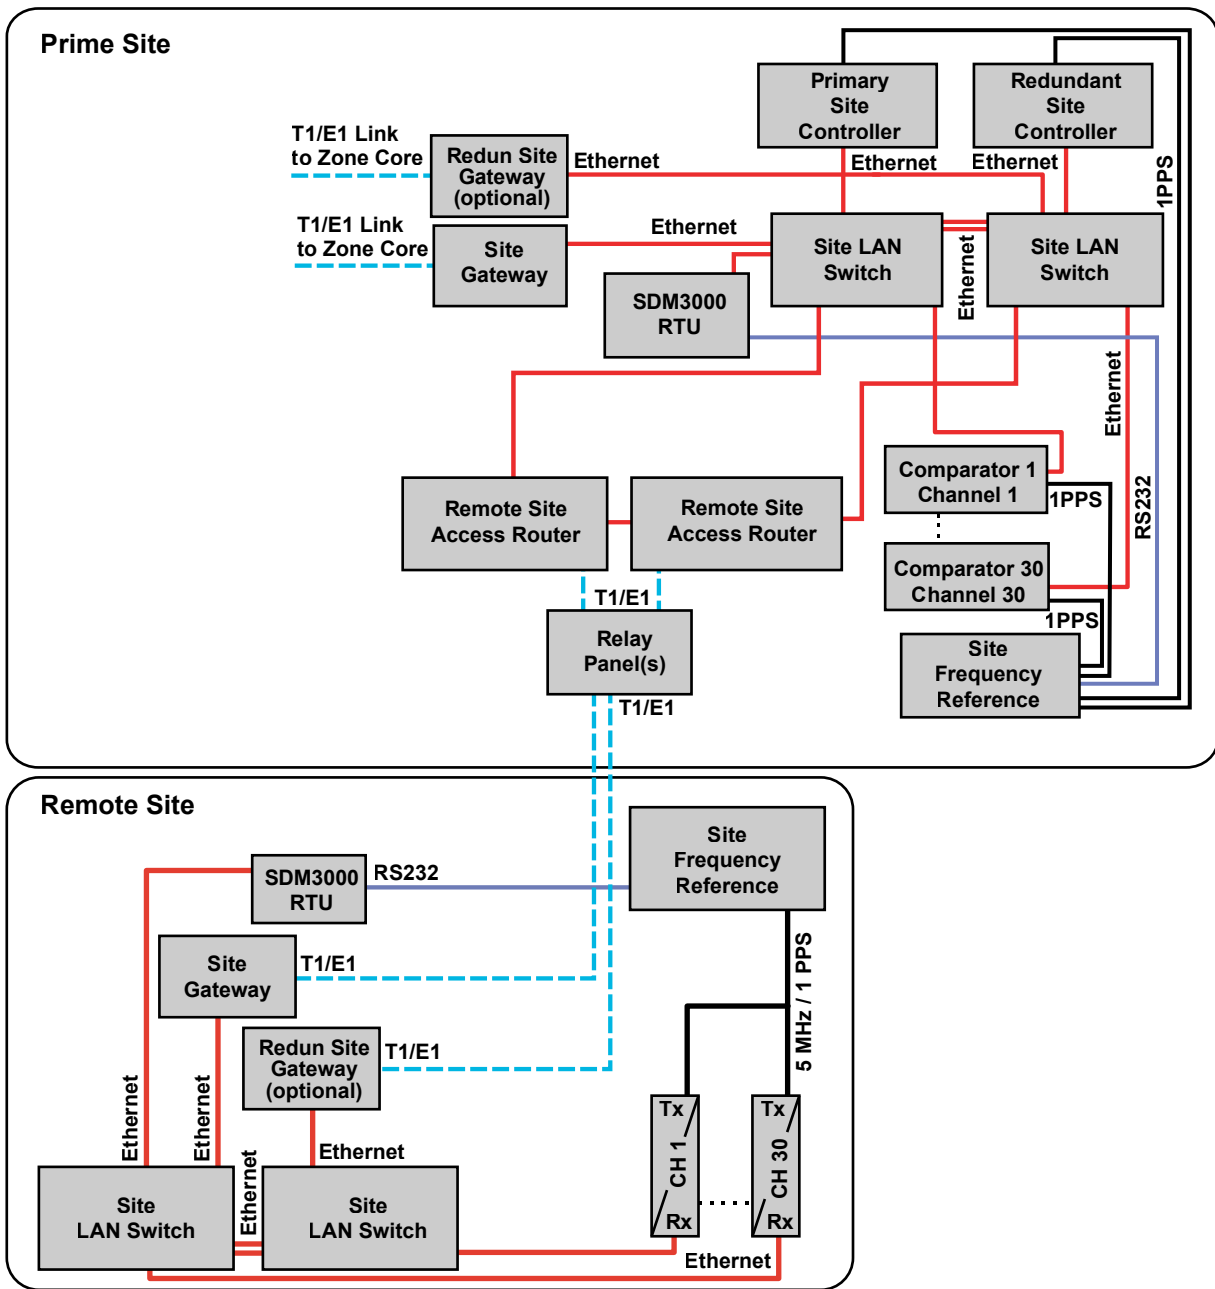 Prime Site
Primary
Site
Controller
Redundant
Site
Controller
T1/E1 Link
to Zone Core
Redun Site
Gateway
(optional)
Ethernet
Ethernet
Ethernet
1PPS
T1/E1 Link
to Zone Core
Site
Gateway
Ethernet
Site LAN
Switch
Ethernet
Site LAN
Switch
SDM3000
RTU
Ethernet
Comparator 1
Channel 1
1PPS
RS232
Remote Site
Access Router
Remote Site
Access Router
Comparator 30
Channel 30
1PPS
T1/E1
Relay
Panel(s)
T1/E1
Site
Frequency
Reference
Remote Site
Site
Frequency
Reference
SDM3000
RTU
RS232
Site
Gateway
T1/E1
5 MHz / 1 PPS
Redun Site
Gateway
(optional)
T1/E1
Ethernet
Ethernet
Ethernet
Ethernet
Tx
CH 1
Rx
Tx
CH 30
Rx
Site
LAN Switch
Site
LAN Switch
Ethernet